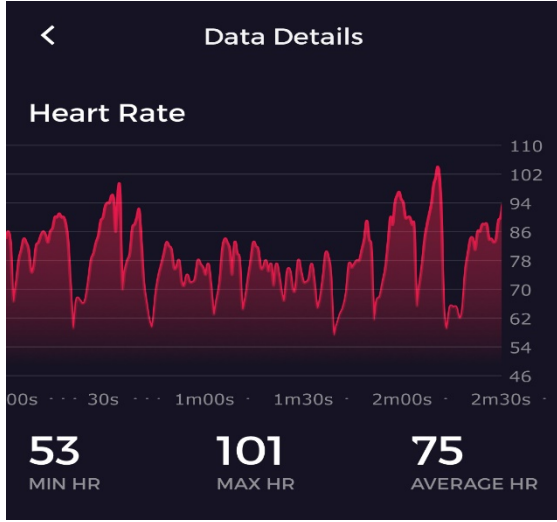 Data Details
Heart Rate
110
102
94
86
78
70
62
54
46
00s ··· 30s ··· 1m00s · 1m30s · 2m00s · 2m30s ·
53 101 75
MIN HR MAX HR AVERAGE HR